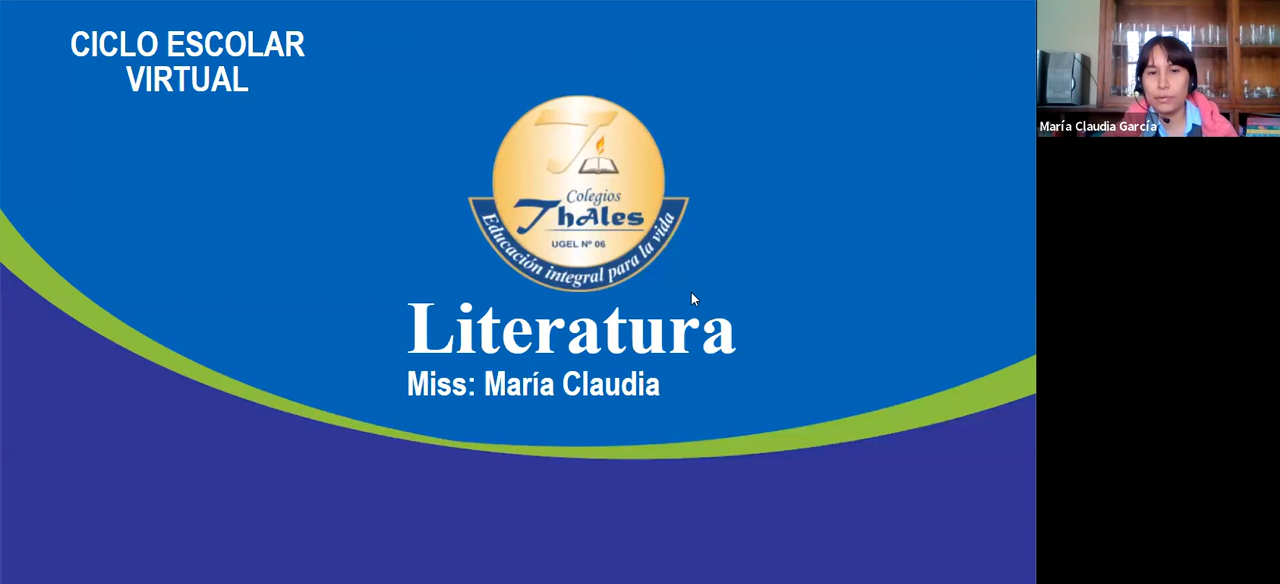 CICLO ESCOLAR
VIRTUAL
Colegios
Thales
UGEL Nº 06
Educación integral para la vida
Literatura
Miss: María Claudia
María Claudia García